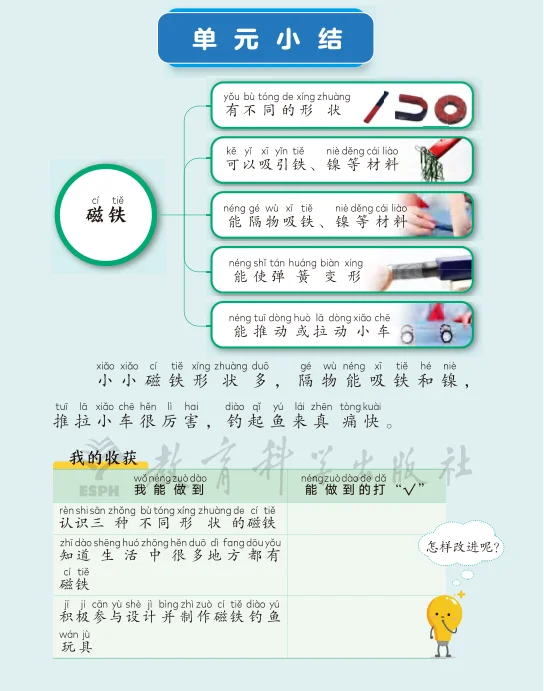 单元小结
yǒu bù tóng de xíng zhuàng
有不同的形状
kě yǐ xī yǐn tiě niè děng cái liào
可以吸引铁、镍等材料
cí tiě
磁铁
néng gé wù xī tiě niè děng cái liào
能隔物吸铁、镍等材料
néng shǐ tán huáng biàn xíng
能使弹簧变形
néng tuī dòng huò lā dòng xiǎo chē
能推动或拉动小车
xiǎo xiǎo cí tiě xíng zhuàng duō gé wù néng xī tiě hé niè
小小磁铁形状多，隔物能吸铁和镍，
tuī lā xiǎo chē hěn lì hai diào qǐ yú lái zhēn tòng kuài
推拉小车很厉害，钓起鱼来真痛快。
教育科学出版社
ESPH
我的收获
wǒ néng zuò dào néng zuò dào de dǎ
我能做到 能做到的打“√”
rèn shi sān zhǒng bù tóng xíng zhuàng de cí tiě
认识三种不同形状的磁铁
zhī dào shēng huó zhōng hěn duō dì fang dōu yǒu
知道生活中很多地方都有
cí tiě
磁铁
怎样改进呢?
jī jí cān yù shè jì bìng zhì zuò cí tiě diào yú
积极参与设计并制作磁铁钓鱼
wán jù
玩具